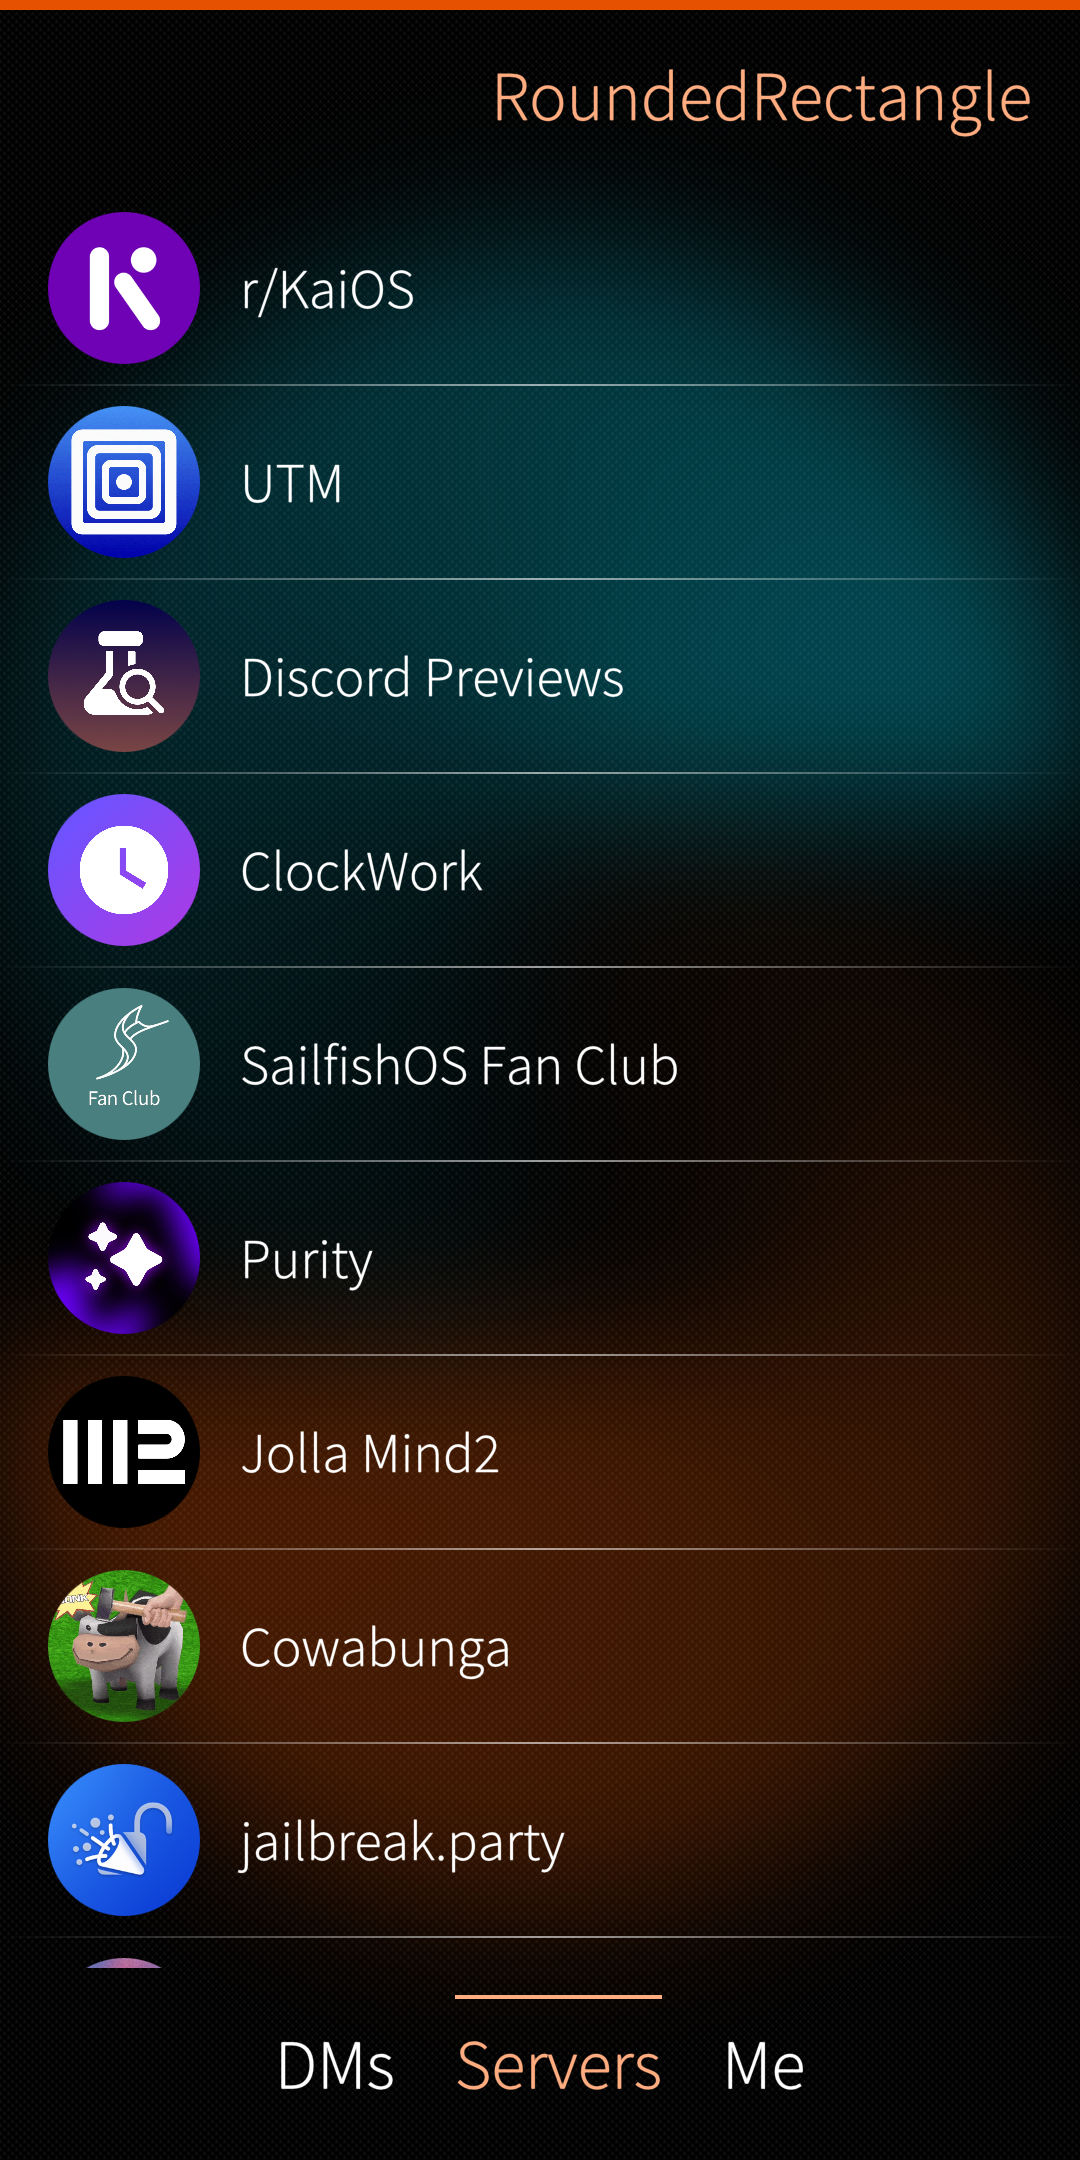 RoundedRectangle
r/KaiOS
UTM
Discord Previews
ClockWork
Fan Club
SailfishOS Fan Club
Purity
Jolla Mind2
Cowabunga
jailbreak.party
DMs Servers Me